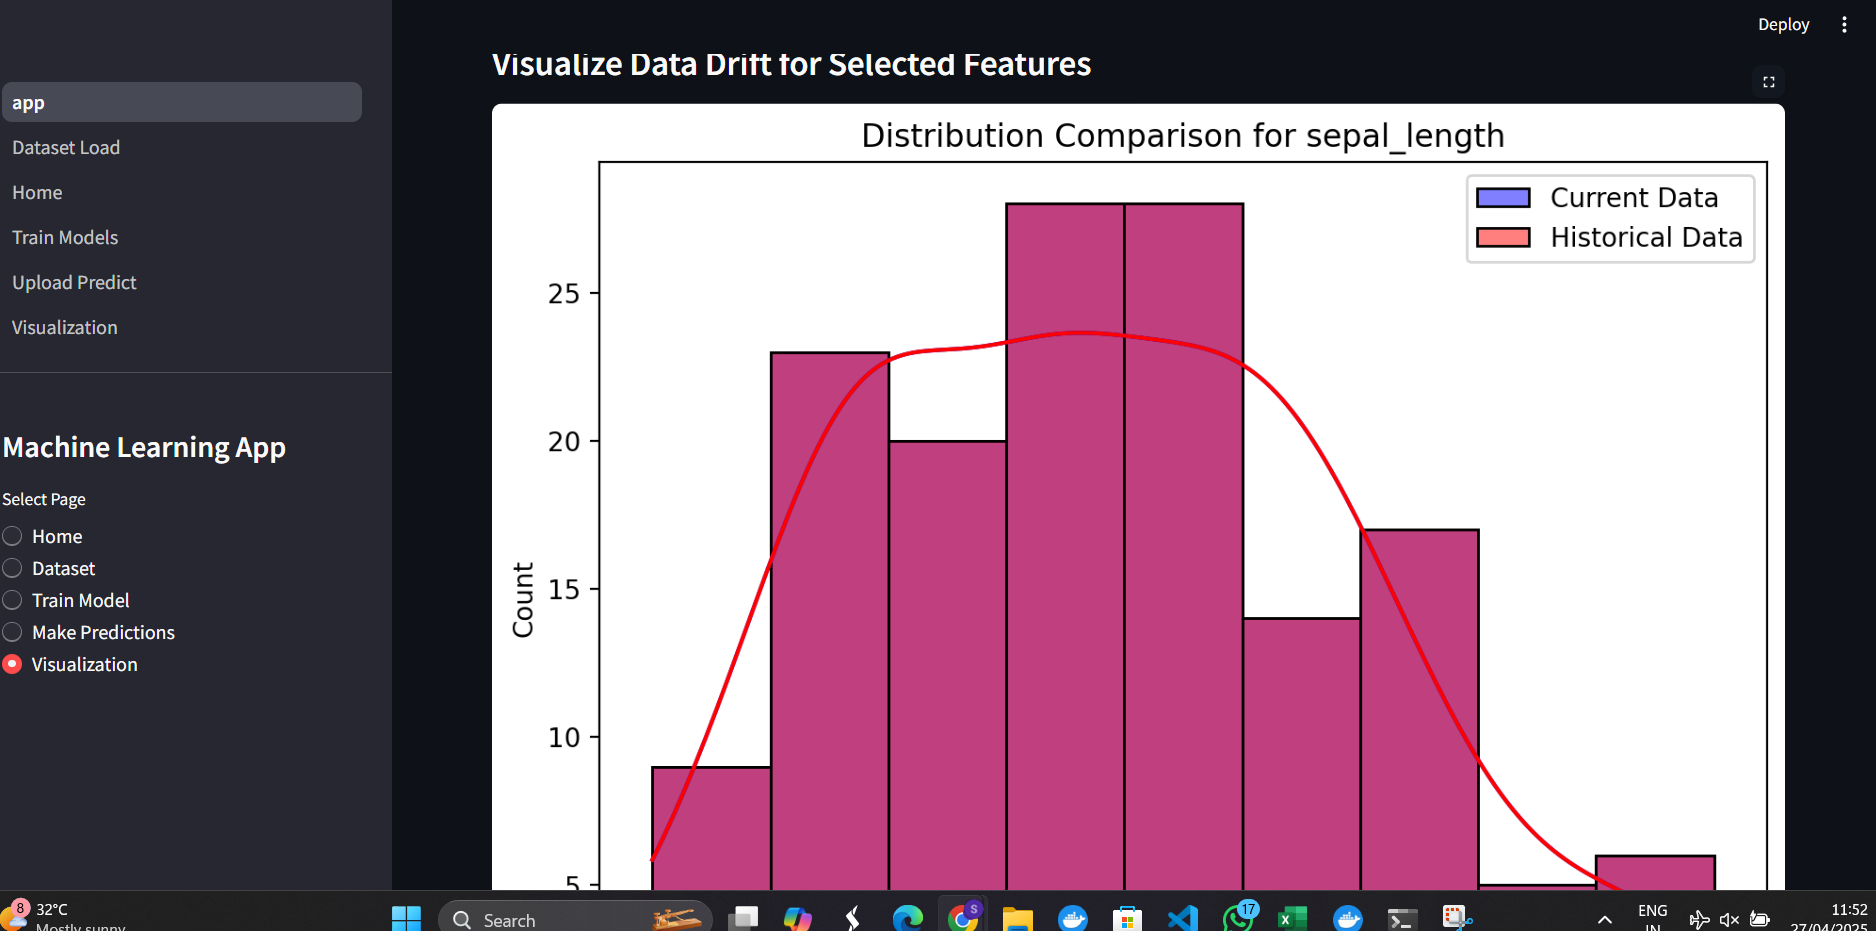 Deploy
app
Dataset Load
Home
Train Models
Upload Predict
Visualization
Machine Learning App
Select Page
Home
Dataset
Train Model
Make Predictions
Visualization
Visualize Data Drift for Selected Features
Distribution Comparison for sepal_length
Current Data
Historical Data
25
20
15
10
5
Count
8
32°C
Mostly sunny
Search
S
17
ENG
IN
11:52
27/04/2025